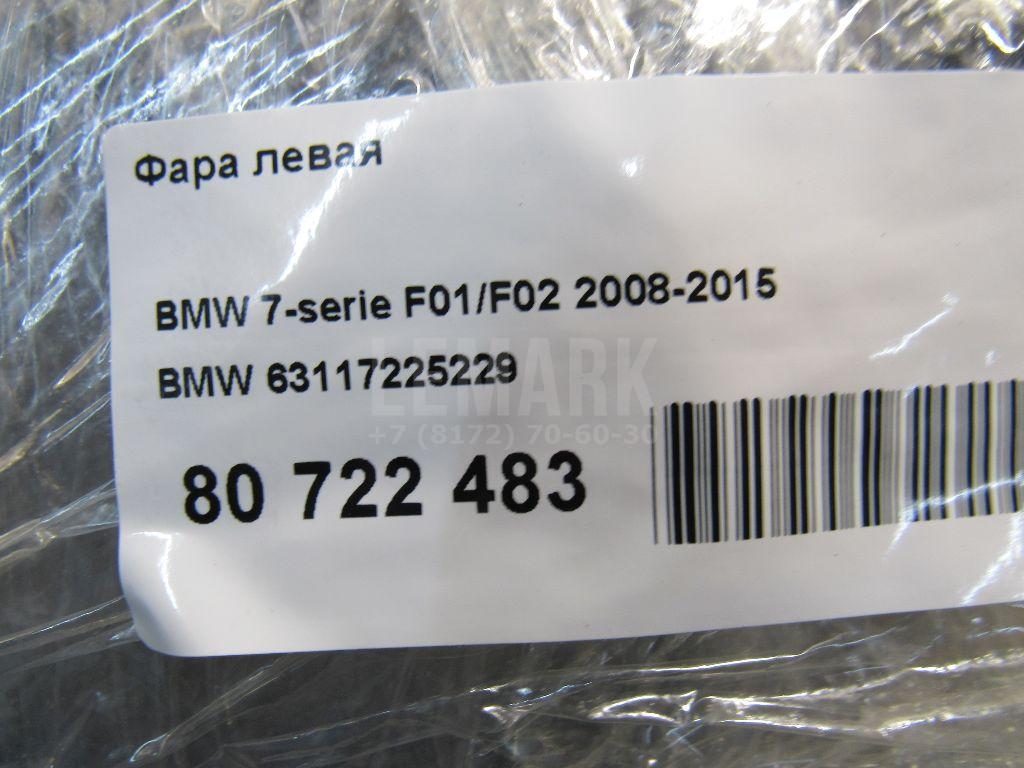 Фара левая
BMW 7-serie F01/F02 2008-2015
BMW 63117225229
LEMARK
+7 (8172) 70-60-30
80 722 483